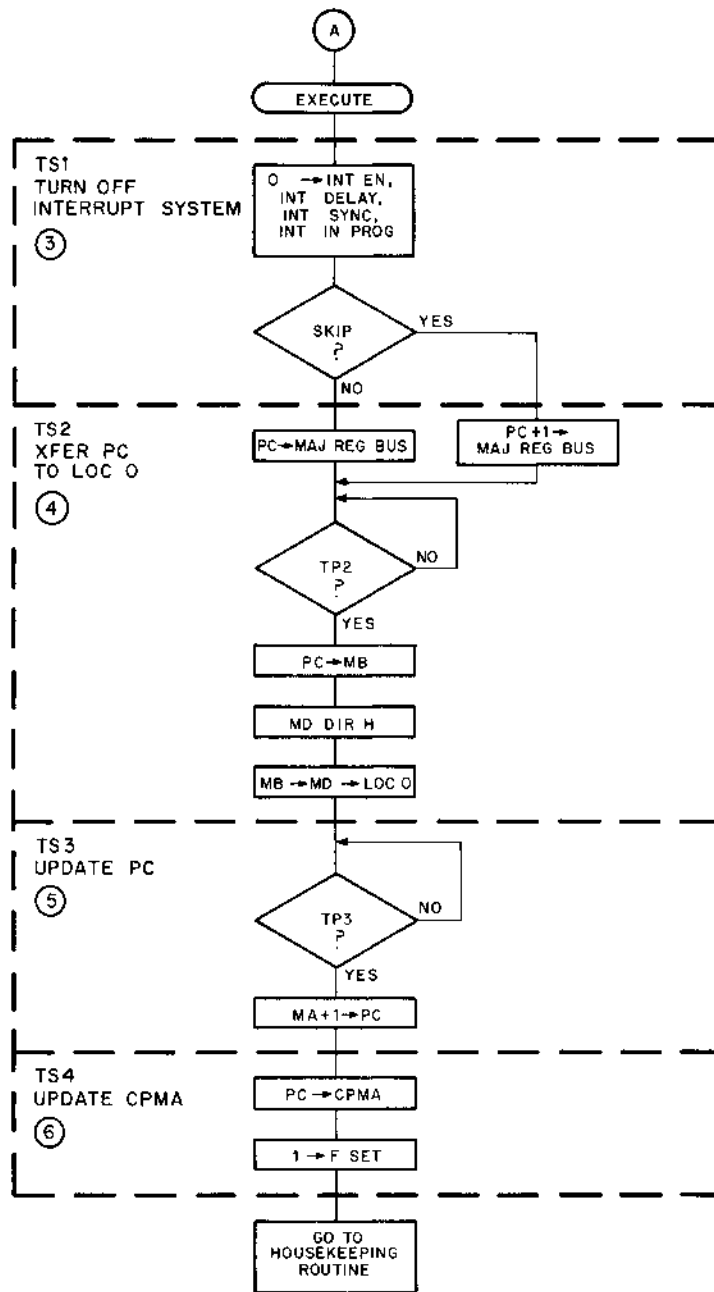 A
EXECUTE
TS1
TURN OFF
INTERRUPT SYSTEM
3
O → INT EN,
INT DELAY,
INT SYNC,
INT IN PROG
SKIP
?
YES
NO
TS2
XFER PC
TO LOC O
4
PC→MAJ REG BUS
PC+1→
MAJ REG BUS
TP2
?
NO
YES
PC→MB
MD DIR H
MB→MD→LOC O
TS3
UPDATE PC
5
TP3
?
NO
YES
MA+1→PC
TS4
UPDATE CPMA
6
PC→CPMA
1→F SET
GO TO
HOUSEKEEPING
ROUTINE